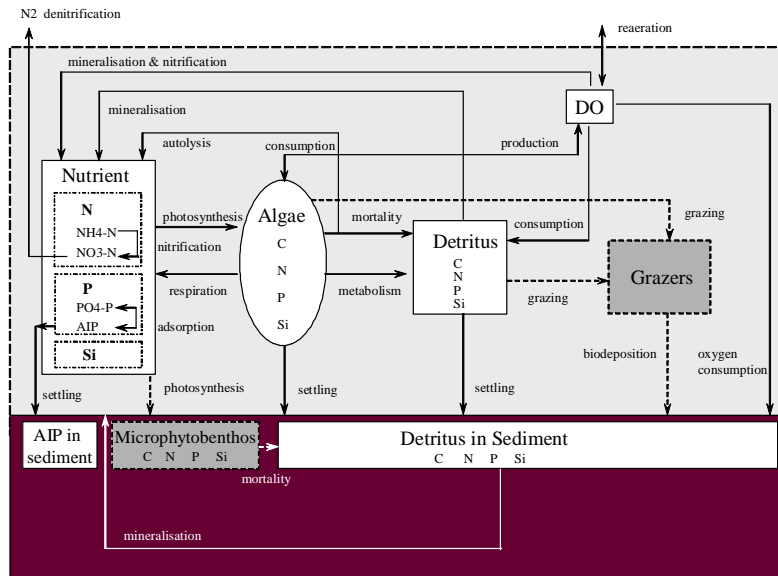 N2 denitrification
reaeration
mineralisation & nitrification
DO
mineralisation
autolysis
consumption
production
Nutrient
N
NH4-N
NO3-N
P
PO4-P
AIP
Si
photosynthesis
nitrification
respiration
adsorption
Algae
C
N
P
Si
mortality
metabolism
consumption
Detritus
C
N
P
Si
grazing
grazing
Grazers
biodeposition
oxygen
consumption
settling
photosynthesis
settling
settling
AIP in
sediment
Microphytobenthos
C N P Si
mortality
Detritus in Sediment
C N P Si
mineralisation